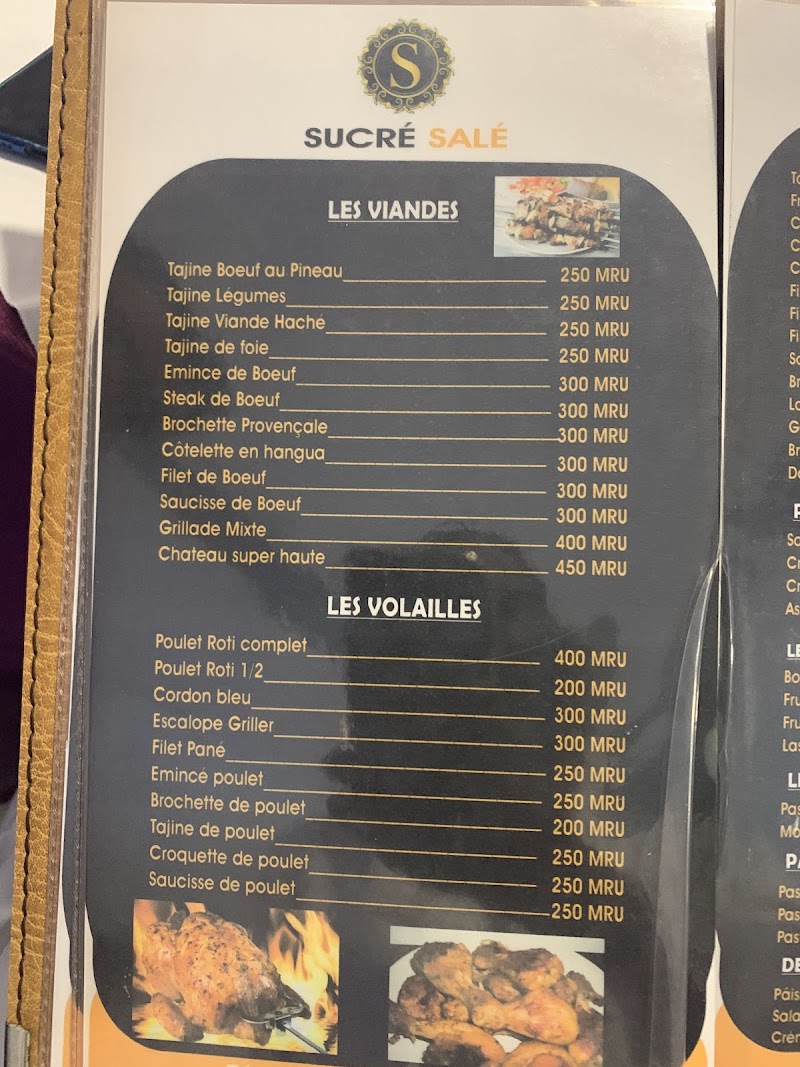 S
SUCRÉ SALÉ
LES VIANDES
Tajine Boeuf au Pineau 250 MRU
Tajine Légumes 250 MRU
Tajine Viande Haché 250 MRU
Tajine de foie 250 MRU
Emince de Boeuf 300 MRU
Steak de Boeuf 300 MRU
Brochette Provençale 300 MRU
Côtelette en hangua 300 MRU
Filet de Boeuf 300 MRU
Saucisse de Boeuf 300 MRU
Grillade Mixte 400 MRU
Chateau super haute 450 MRU
LES VOLAILLES
Poulet Roti complet 400 MRU
Poulet Roti 1/2 200 MRU
Cordon bleu 300 MRU
Escalope Griller 300 MRU
Filet Pané 250 MRU
Emincé poulet 250 MRU
Brochette de poulet 200 MRU
Tajine de poulet 250 MRU
Croquette de poulet 250 MRU
Saucisse de poulet 250 MRU